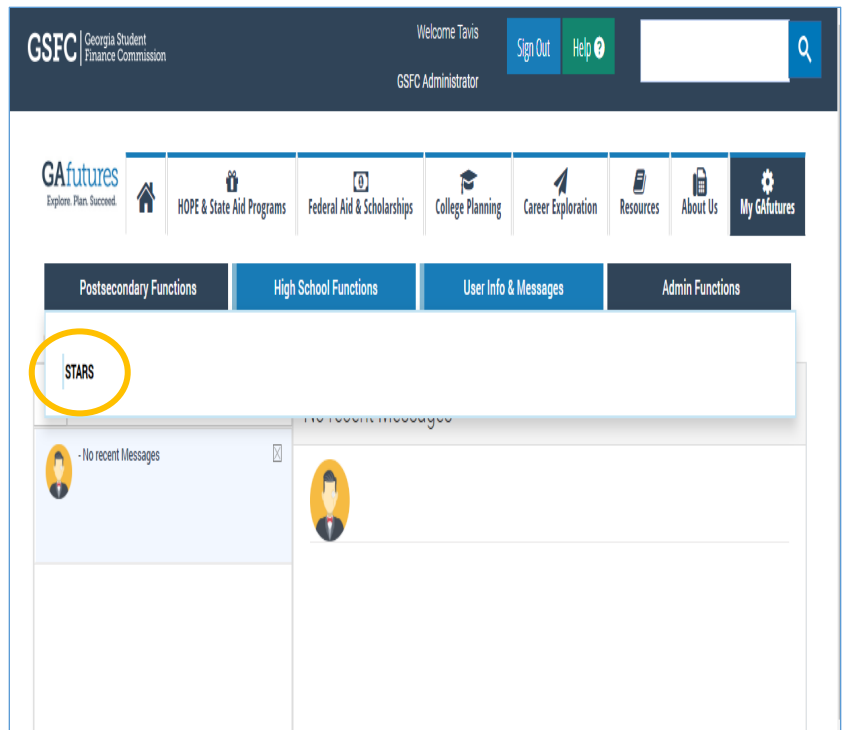 GSFC Georgia Student
Finance Commission
Welcome Tavis
GSFC Administrator
Sign Out
Help ?
GAfutures
Explore. Plan. Succeed.
HOPE & State Aid Programs
Federal Aid & Scholarships
College Planning
Career Exploration
Resources
About Us
My GAfutures
Postsecondary Functions
High School Functions
User Info & Messages
Admin Functions
STARS
No recent Messages
- No recent Messages